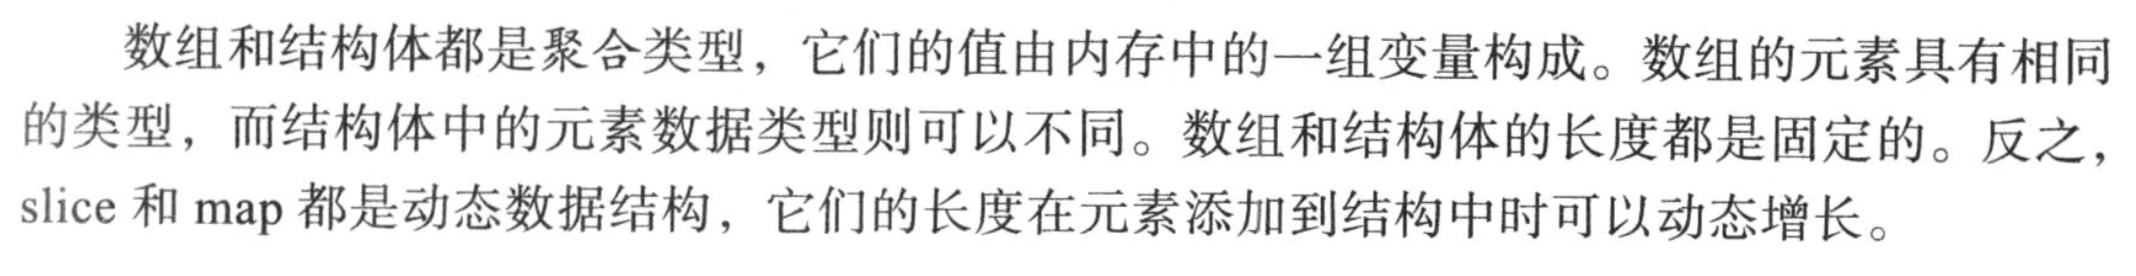 数组和结构体都是聚合类型，它们的值由内存中的一组变量构成。数组的元素具有相同
的类型，而结构体中的元素数据类型则可以不同。数组和结构体的长度都是固定的。反之，
slice 和 map 都是动态数据结构，它们的长度在元素添加到结构中时可以动态增长。